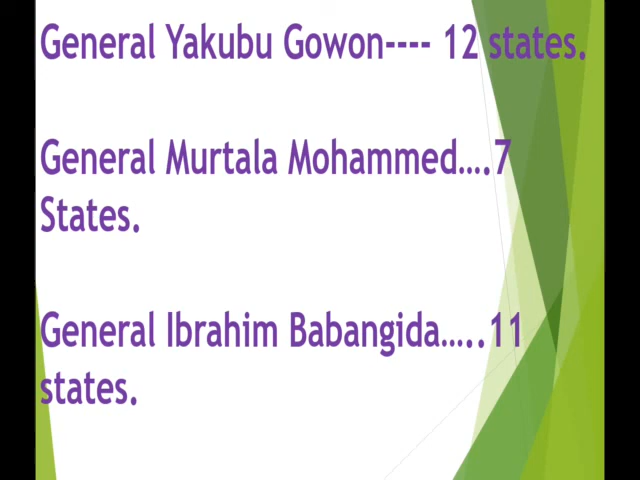 General Yakubu Gowon---- 12 states.
General Murtala Mohammed….7
States.
General Ibrahim Babangida…..11
states.